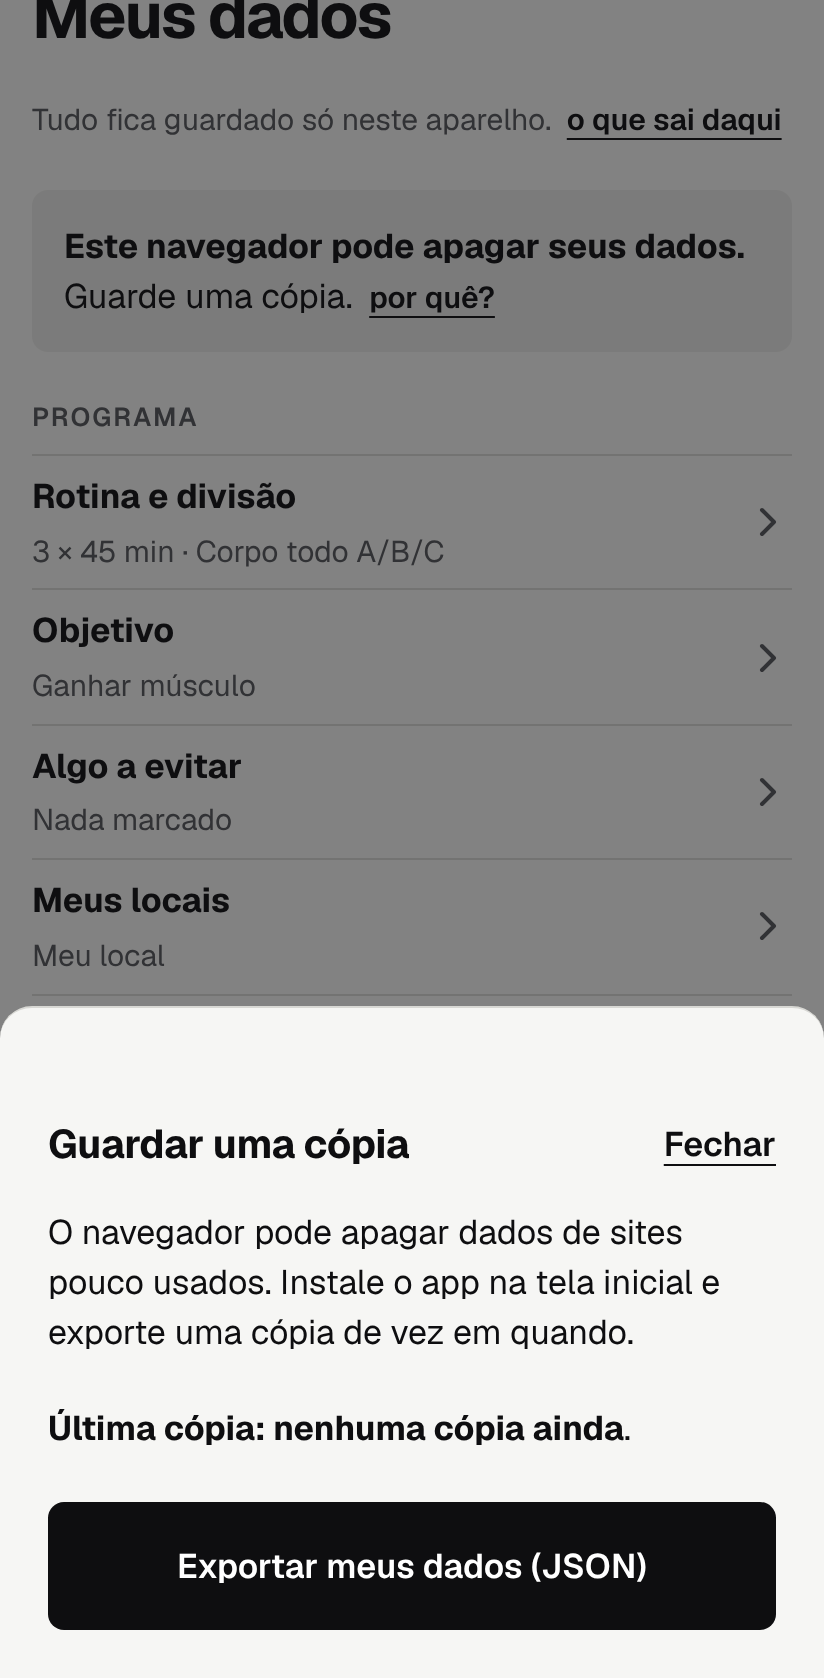 Meus dados
Tudo fica guardado só neste aparelho. o que sai daqui
Este navegador pode apagar seus dados.
Guarde uma cópia. por quê?
PROGRAMA
Rotina e divisão
3 × 45 min · Corpo todo A/B/C
Objetivo
Ganhar músculo
Algo a evitar
Nada marcado
Meus locais
Meu local
Guardar uma cópia
Fechar
O navegador pode apagar dados de sites
pouco usados. Instale o app na tela inicial e
exporte uma cópia de vez em quando.
Última cópia: nenhuma cópia ainda.
Exportar meus dados (JSON)